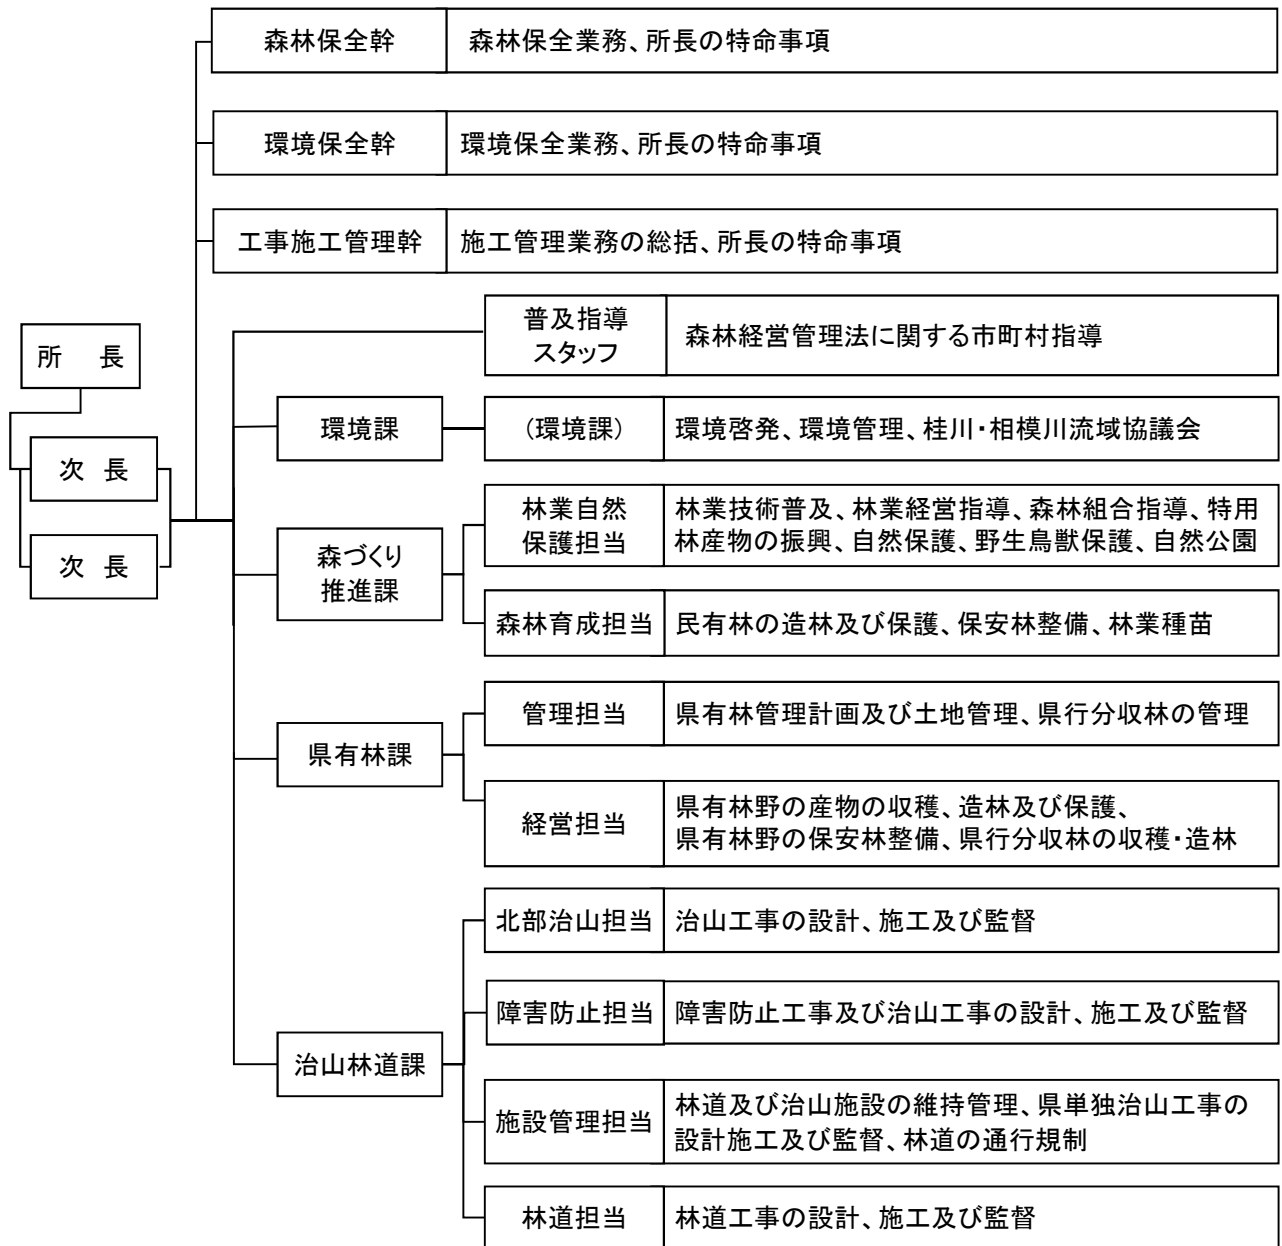 森林保全幹 森林保全業務、所長の特命事項
環境保全幹 環境保全業務、所長の特命事項
工事施工管理幹 施工管理業務の総括、所長の特命事項
所　長
次 長
次 長
普及指導
スタッフ
森林経営管理法に関する市町村指導
環境課
（環境課）
環境啓発、環境管理、桂川・相模川流域協議会
森づくり
推進課
林業自然
保護担当
林業技術普及、林業経営指導、森林組合指導、特用
林産物の振興、自然保護、野生鳥獣保護、自然公園
森林育成担当
民有林の造林及び保護、保安林整備、林業種苗
県有林課
管理担当
県有林管理計画及び土地管理、県行分収林の管理
経営担当
県有林野の産物の収穫、造林及び保護、
県有林野の保安林整備、県行分収林の収穫・造林
治山林道課
北部治山担当
治山工事の設計、施工及び監督
障害防止担当
障害防止工事及び治山工事の設計、施工及び監督
施設管理担当
林道及び治山施設の維持管理、県単独治山工事の
設計施工及び監督、林道の通行規制
林道担当
林道工事の設計、施工及び監督